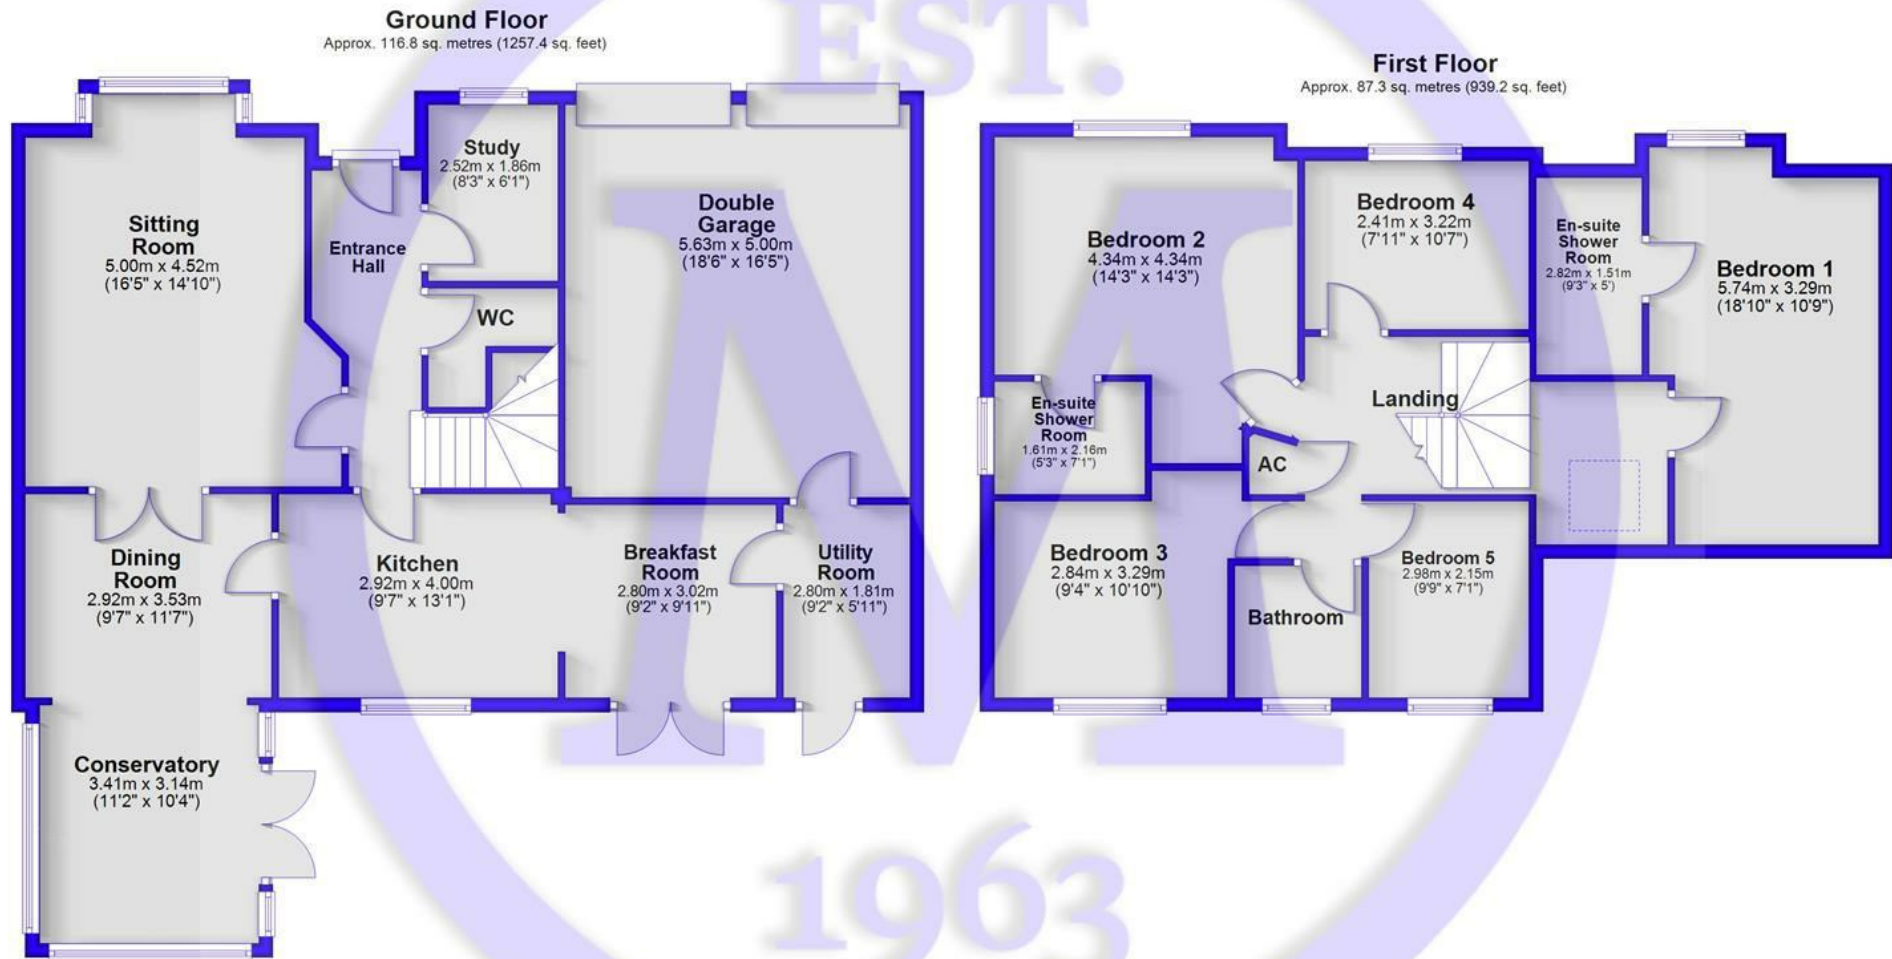 Ground Floor
Approx. 116.8 sq. metres (1257.4 sq. feet)
Sitting
Room
5.00m x 4.52m
(16'5" x 14'10")
Entrance
Hall
Study
2.52m x 1.86m
(8'3" x 6'1")
WC
Double
Garage
5.63m x 5.00m
(18'6" x 16'5")
Dining
Room
2.92m x 3.53m
(9'7" x 11'7")
Kitchen
2.92m x 4.00m
(9'7" x 13'1")
Breakfast
Room
2.80m x 3.02m
(9'2" x 9'11")
Utility
Room
2.80m x 1.81m
(9'2" x 5'11")
Conservatory
3.41m x 3.14m
(11'2" x 10'4")
First Floor
Approx. 87.3 sq. metres (939.2 sq. feet)
Bedroom 2
4.34m x 4.34m
(14'3" x 14'3")
Bedroom 4
2.41m x 3.22m
(7'11" x 10'7")
En-suite
Shower
Room
2.82m x 1.51m
(9'3" x 5')
Bedroom 1
5.74m x 3.29m
(18'10" x 10'9")
En-suite
Shower
Room
1.61m x 2.16m
(5'3" x 7'1")
Landing
AC
Bedroom 3
2.84m x 3.29m
(9'4" x 10'10")
Bathroom
Bedroom 5
2.98m x 2.15m
(9'9" x 7'1")
EST.
M
1963